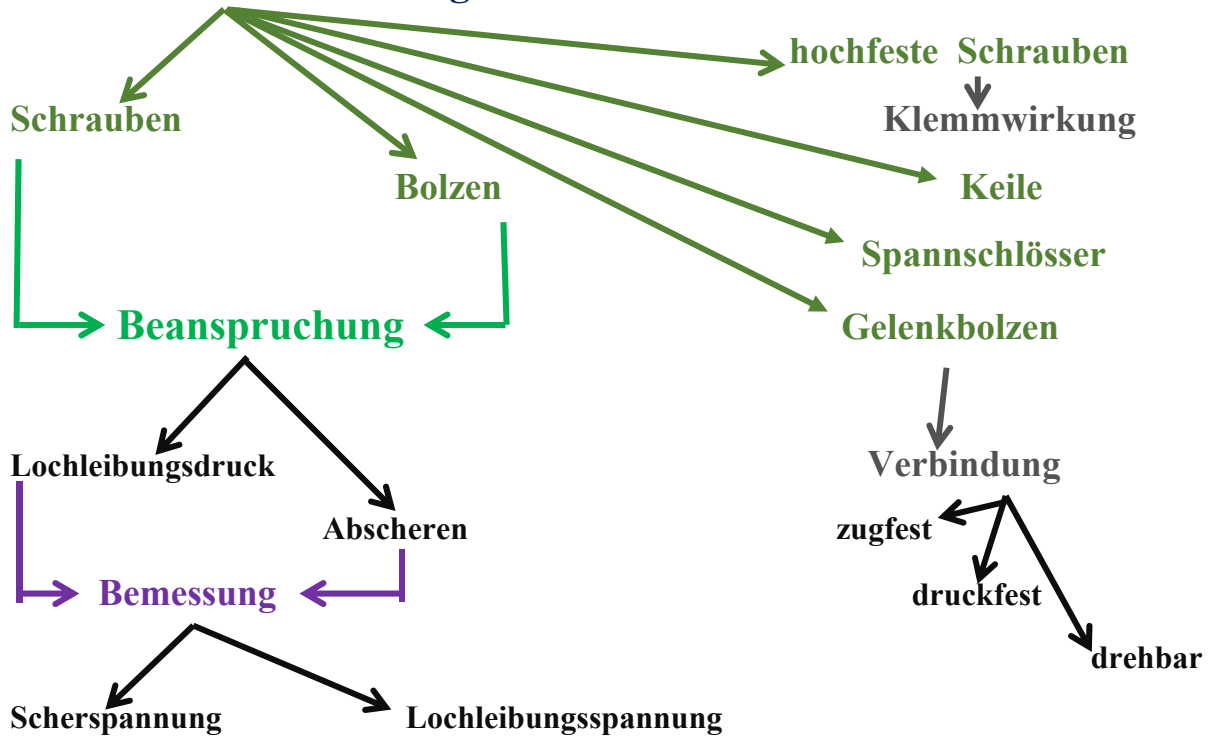 hochfeste Schrauben
Schrauben
Klemmwirkung
Bolzen
Keile
Spannschlösser
Beanspruchung
Gelenkbolzen
Lochleibungsdruck
Verbindung
Abscheren
zugfest
Bemessung
druckfest
drehbar
Scherspannung
Lochleibungsspannung